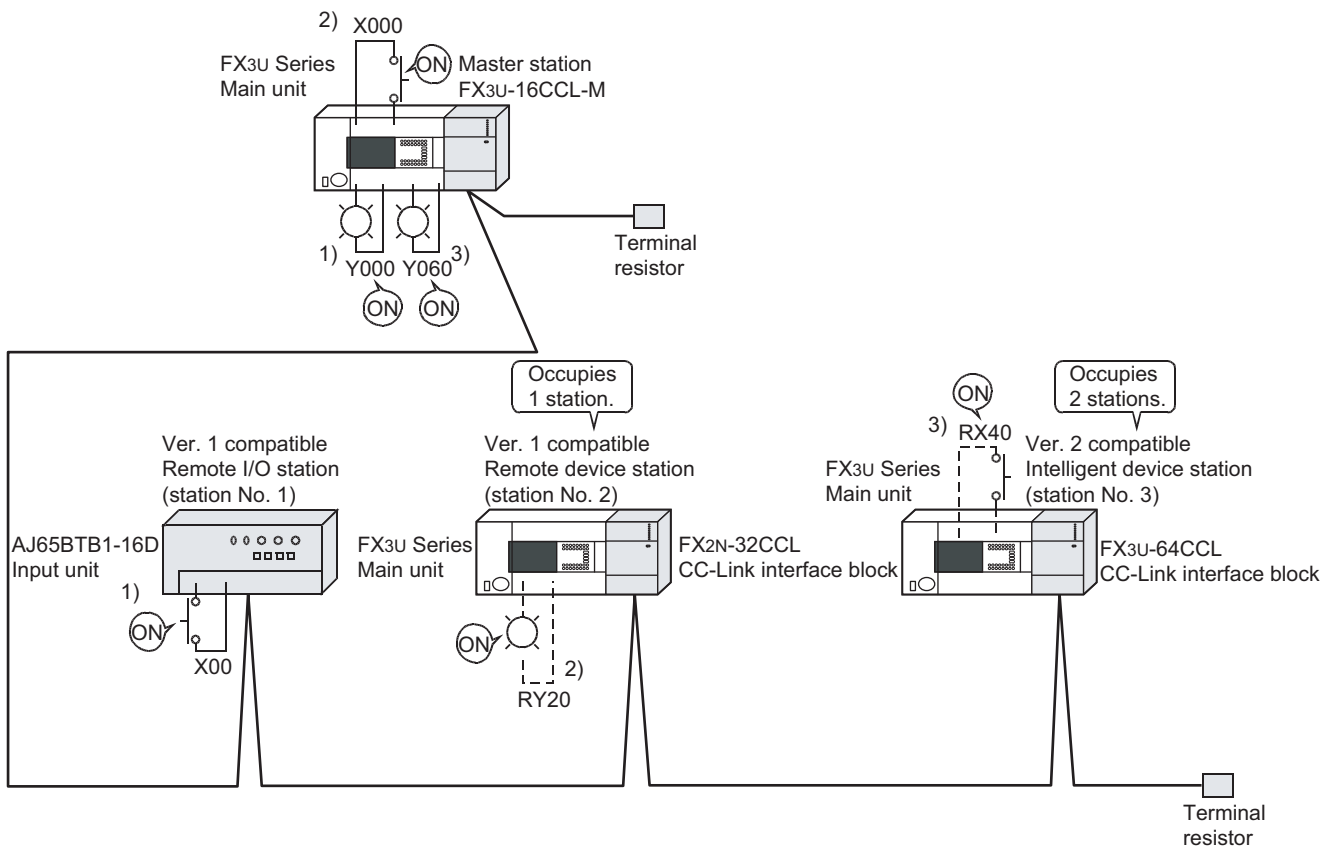 2) X000
FX3U Series
Main unit
ON
Master station
FX3U-16CCL-M
1)
Y000
ON
Y060
3)
ON
Terminal
resistor
Occupies
1 station.
Occupies
2 stations.
Ver. 1 compatible
Remote I/O station
(station No. 1)
AJ65BTB1-16D
Input unit
1)
ON
X00
Ver. 1 compatible
Remote device station
(station No. 2)
FX3U Series
Main unit
FX2N-32CCL
CC-Link interface block
ON
2)
RY20
ON
3) RX40
Ver. 2 compatible
Intelligent device station
(station No. 3)
FX3U Series
Main unit
FX3U-64CCL
CC-Link interface block
Terminal
resistor